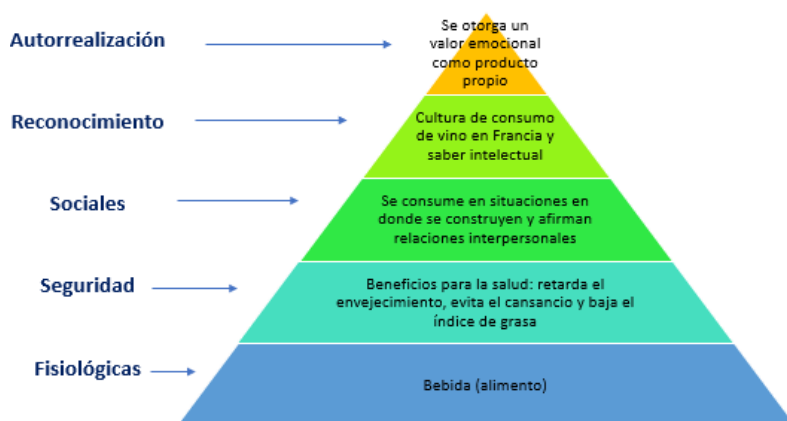 Autorrealización
Se otorga un
valor emocional
como producto
propio
Reconocimiento
Cultura de consumo
de vino en Francia y
saber intelectual
Sociales
Se consume en situaciones en
donde se construyen y afirman
relaciones interpersonales
Seguridad
Beneficios para la salud: retarda el
envejecimiento, evita el cansancio y baja el
índice de grasa
Fisiológicas
Bebida (alimento)